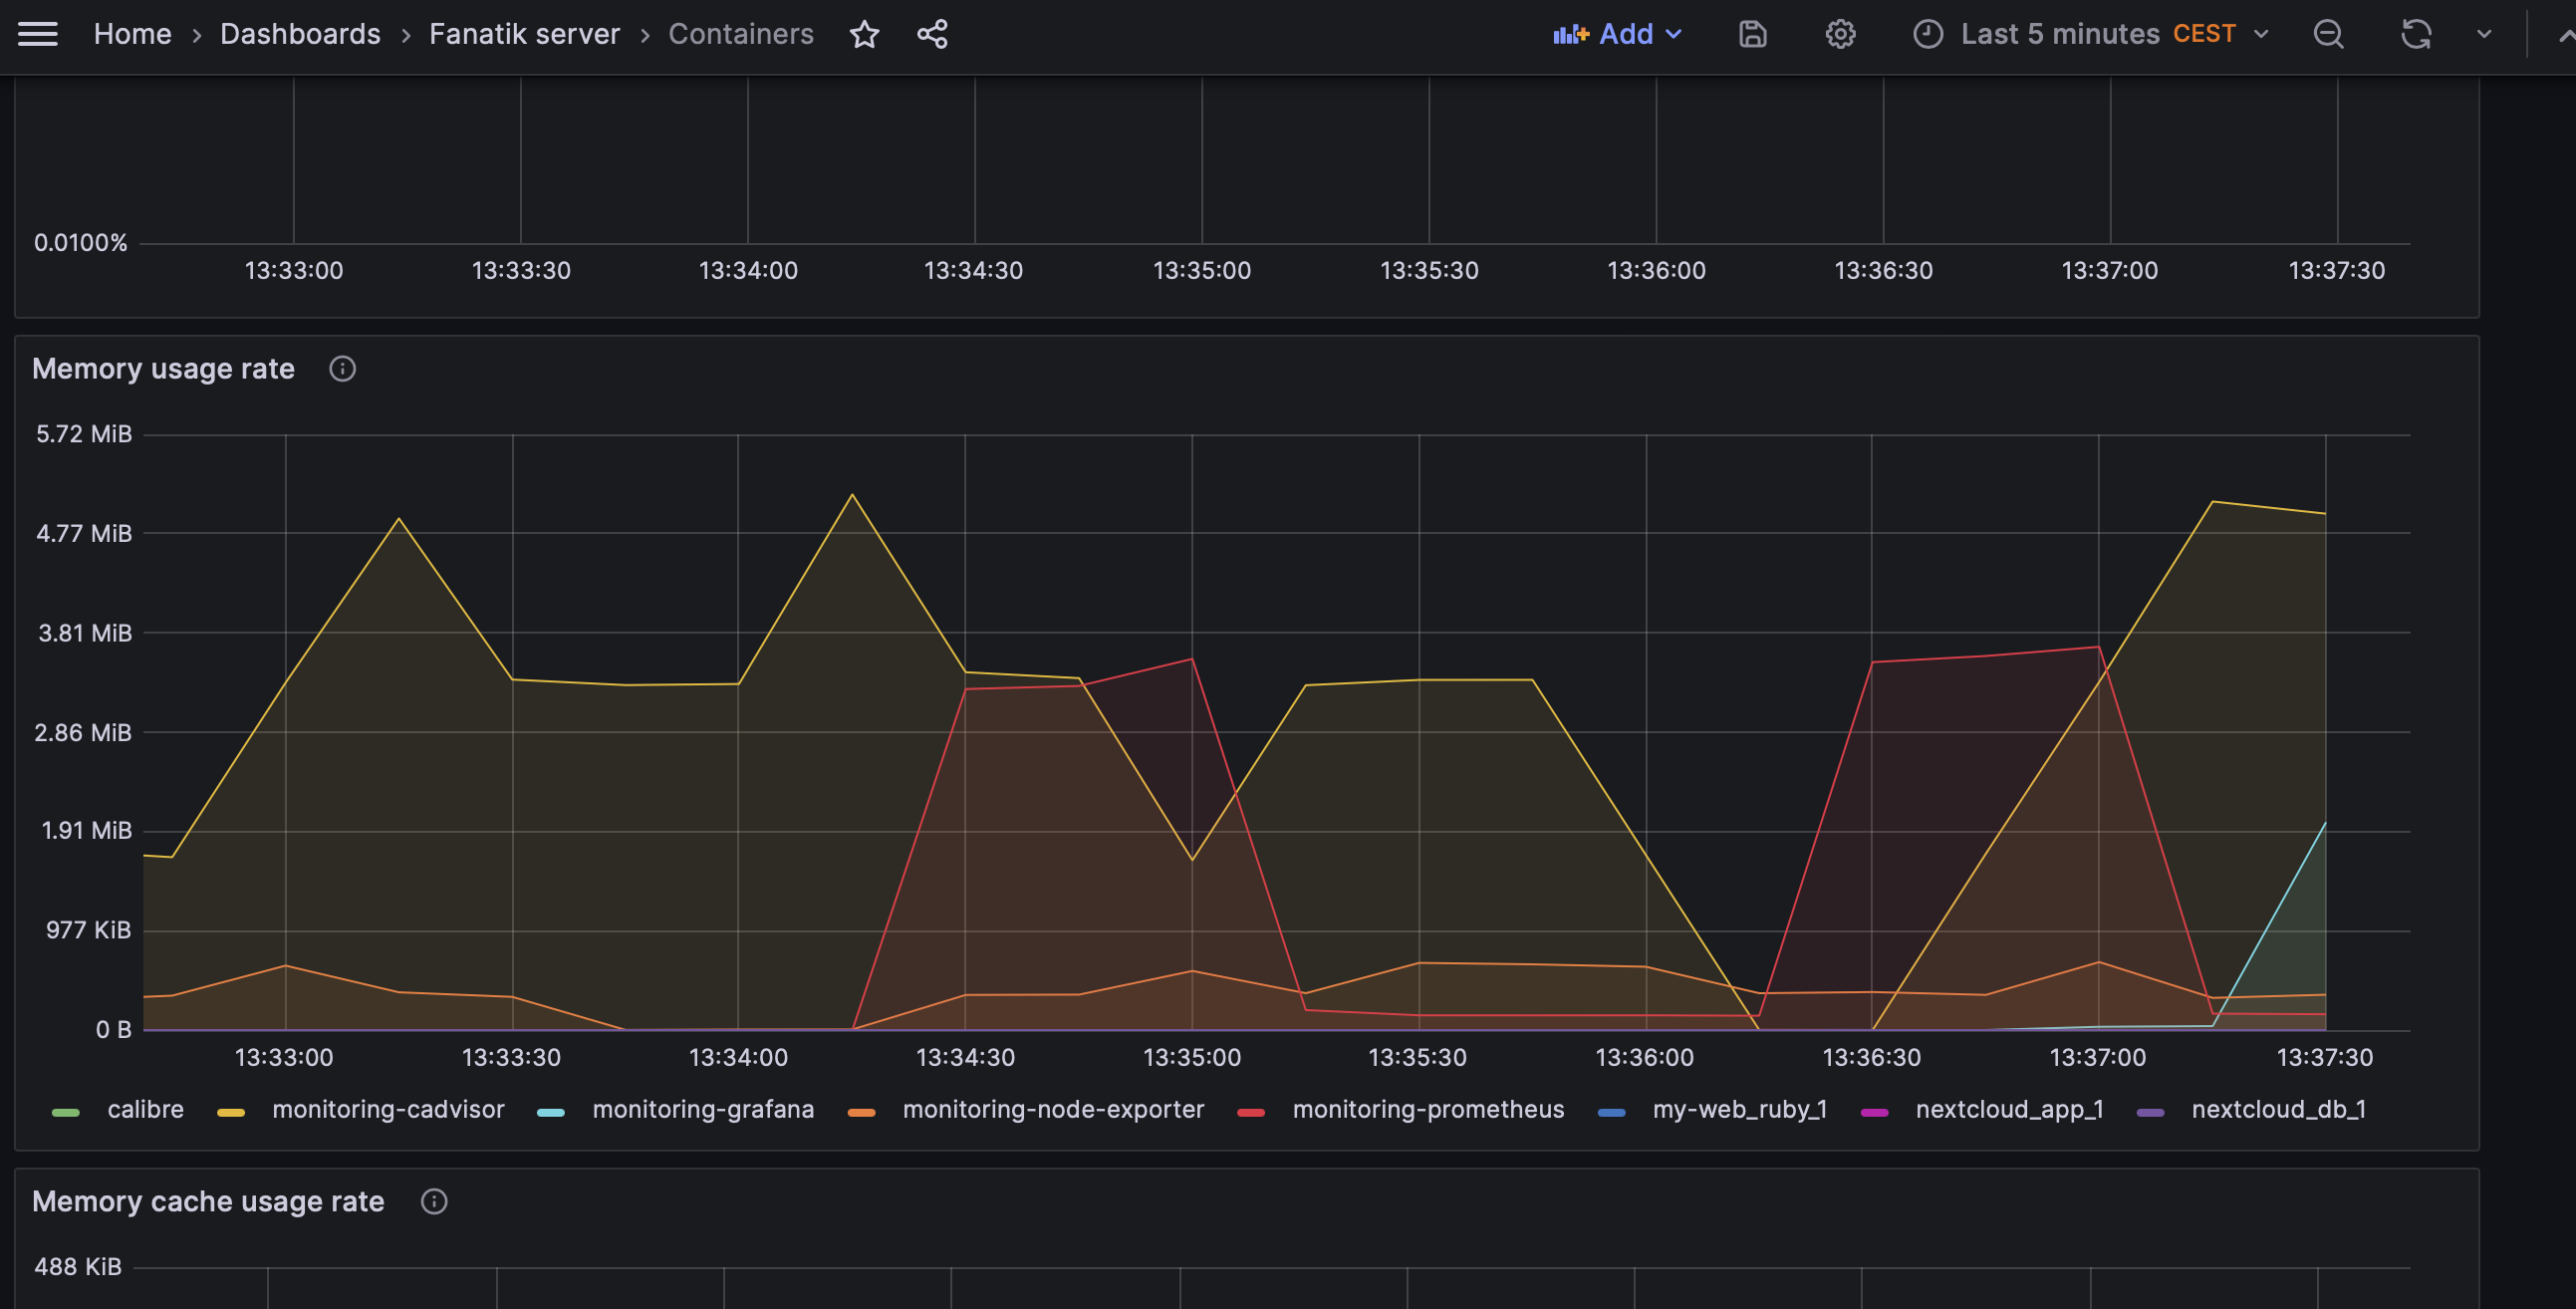 Home › Dashboards › Fanatik server › Containers Add Last 5 minutes CEST
0.0100%
13:33:00 13:33:30 13:34:00 13:34:30 13:35:00 13:35:30 13:36:00 13:36:30 13:37:00 13:37:30
Memory usage rate
5.72 MiB
4.77 MiB
3.81 MiB
2.86 MiB
1.91 MiB
977 KiB
0 B
13:33:00 13:33:30 13:34:00 13:34:30 13:35:00 13:35:30 13:36:00 13:36:30 13:37:00 13:37:30
calibre monitoring-cadvisor monitoring-grafana monitoring-node-exporter monitoring-prometheus my-web_ruby_1 nextcloud_app_1 nextcloud_db_1
Memory cache usage rate
488 KiB